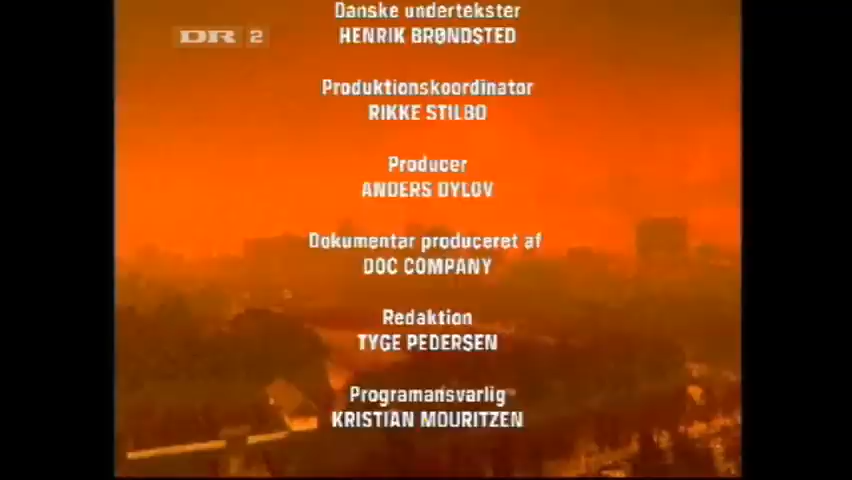 Danske undertekster
DR 2
HENRIK BRØNDSTED
Produktionskoordinator
RIKKE STILBO
Producer
ANDERS DYLOV
Dokumentar produceret af
DOC COMPANY
Redaktion
TYGE PEDERSEN
Programansvarlig
KRISTIAN MOURITZEN